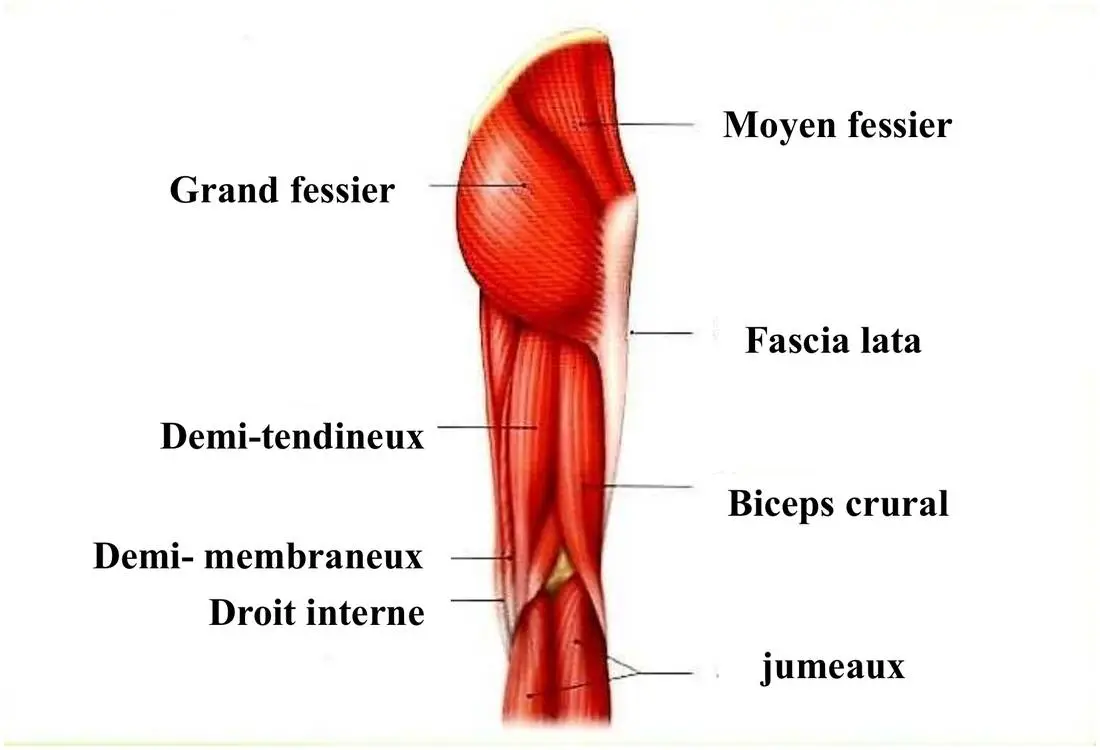 Moyen fessier
Grand fessier
Fascia lata
Demi-tendineux
Biceps crural
Demi- membraneux
Droit interne
jumeaux